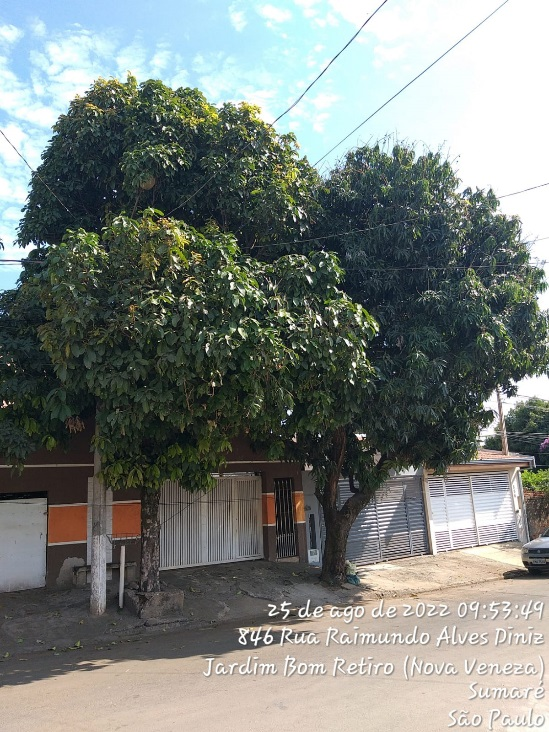 25 de ago de 2022 09:53:49
846 Rua Raimundo Alves Diniz
Jardim Bom Retiro (Nova Veneza)
Sumaré
São Paulo